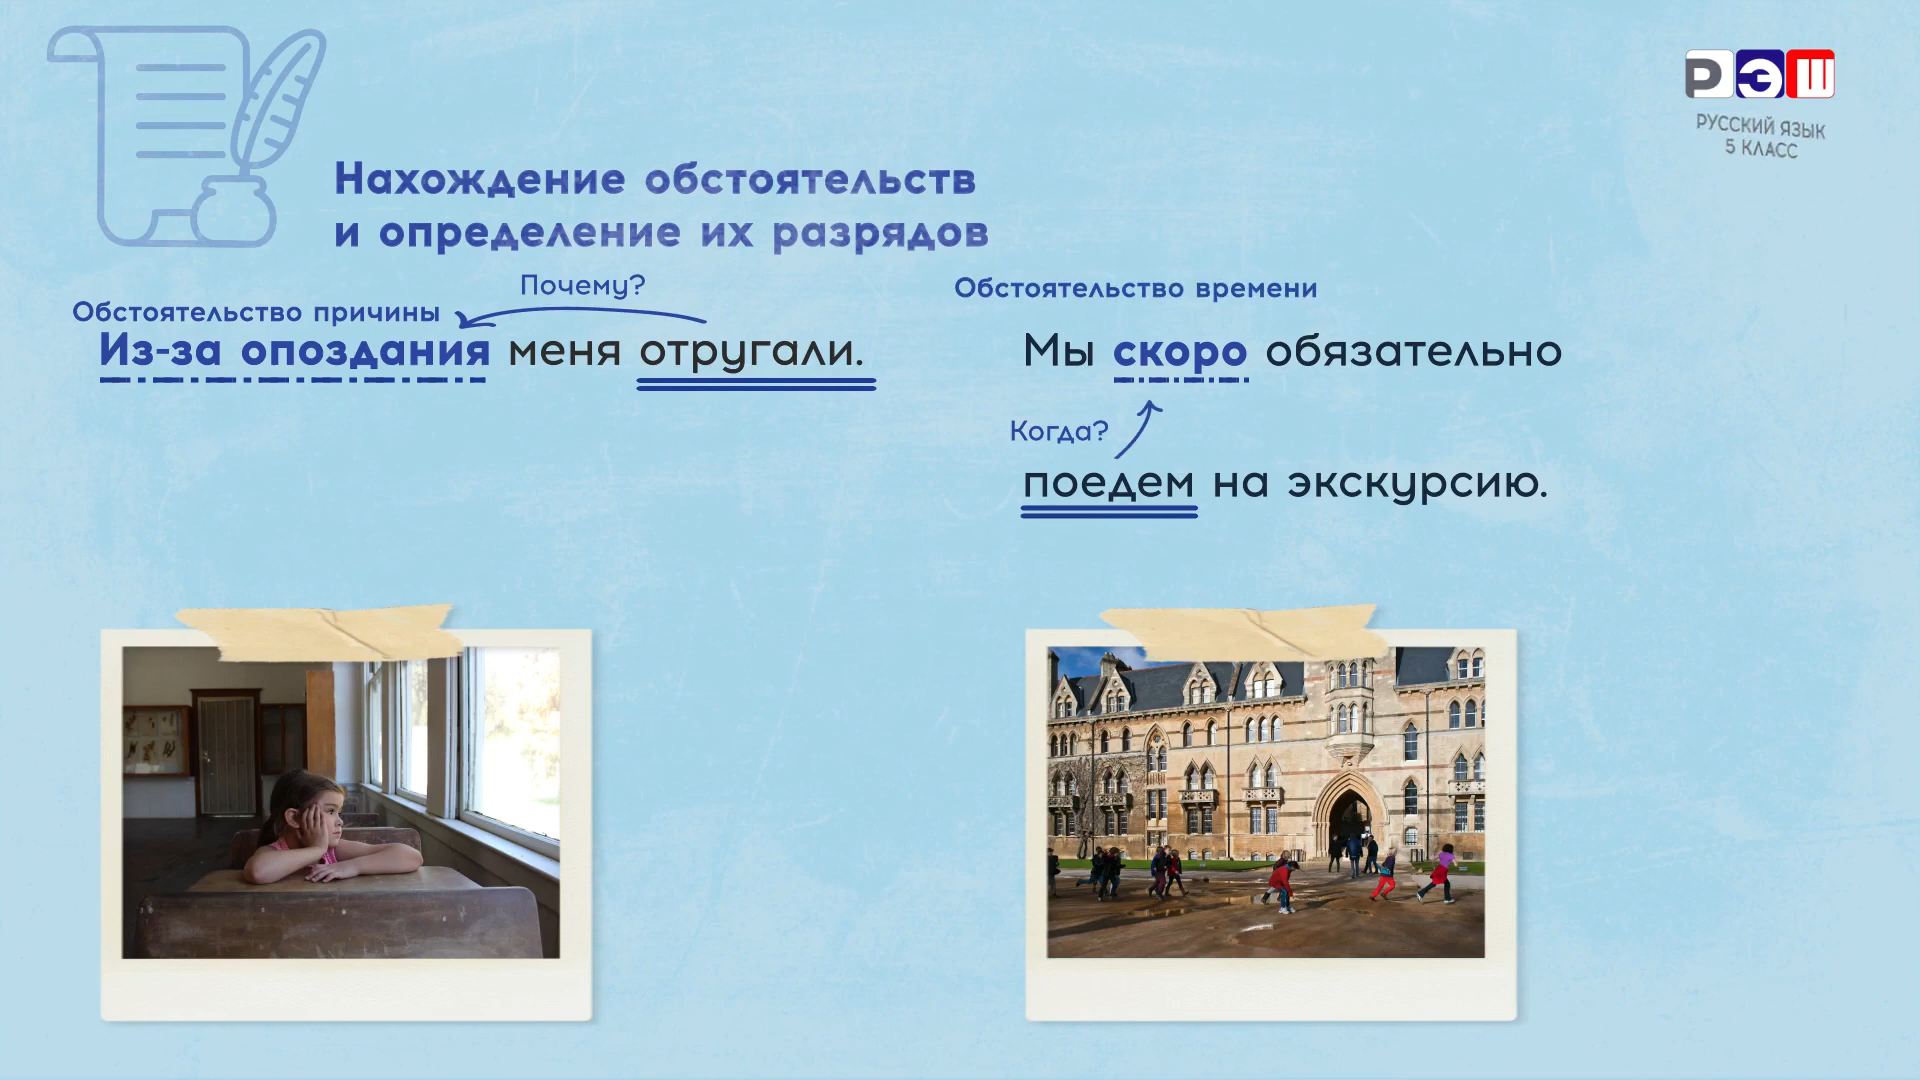 РЭШ
РУССКИЙ ЯЗЫК
5 КЛАСС
Нахождение обстоятельств
и определение их разрядов
Почему?
Обстоятельство причины
Из-за опоздания меня отругали.
Обстоятельство времени
Мы скоро обязательно
Когда?
поедем на экскурсию.